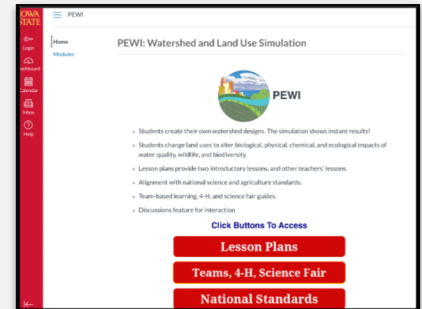 IOWA
STATE
PEWI
Login
Dashboard
Calendar
Inbox
Help
Home
Modules
PEWI: Watershed and Land Use Simulation
PEWI
Students create their own watershed designs. The simulation shows instant results!
Students change land uses to alter biological, physical, chemical, and ecological impacts of
water quality, wildlife, and biodiversity.
Lesson plans provide two introductory lessons, and other teachers' lessons.
Alignment with national science and agriculture standards.
Team-based learning, 4-H, and science fair guides.
Discussions feature for interaction
Click Buttons To Access
Lesson Plans
Teams, 4-H, Science Fair
National Standards